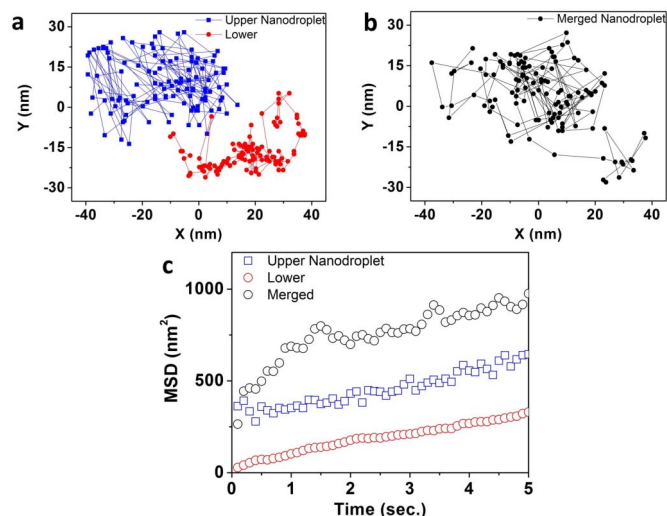 a
Upper Nanodroplet
Lower
30
15
0
-15
-30
Y (nm)
-40 -20 0 20 40
X (nm)
b
Merged Nanodroplet
30
15
0
-15
-30
Y (nm)
-40 -20 0 20 40
X (nm)
c
Upper Nanodroplet
Lower
Merged
1000
500
0
MSD (nm²)
0 1 2 3 4 5
Time (sec.)